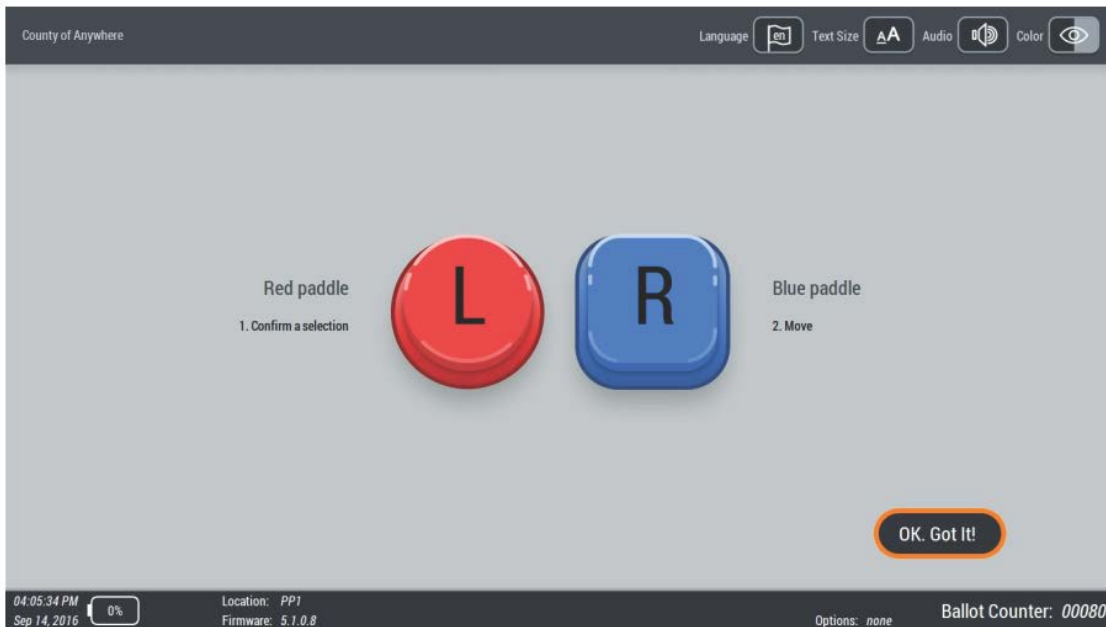 County of Anywhere
Language en Text Size AA Audio Color
Red paddle
1. Confirm a selection
L
R
Blue paddle
2. Move
OK. Got It!
04:05:34 PM
Sep 14, 2016
0%
Location: PP1
Firmware: 5.1.0.8
Options: none
Ballot Counter: 00080